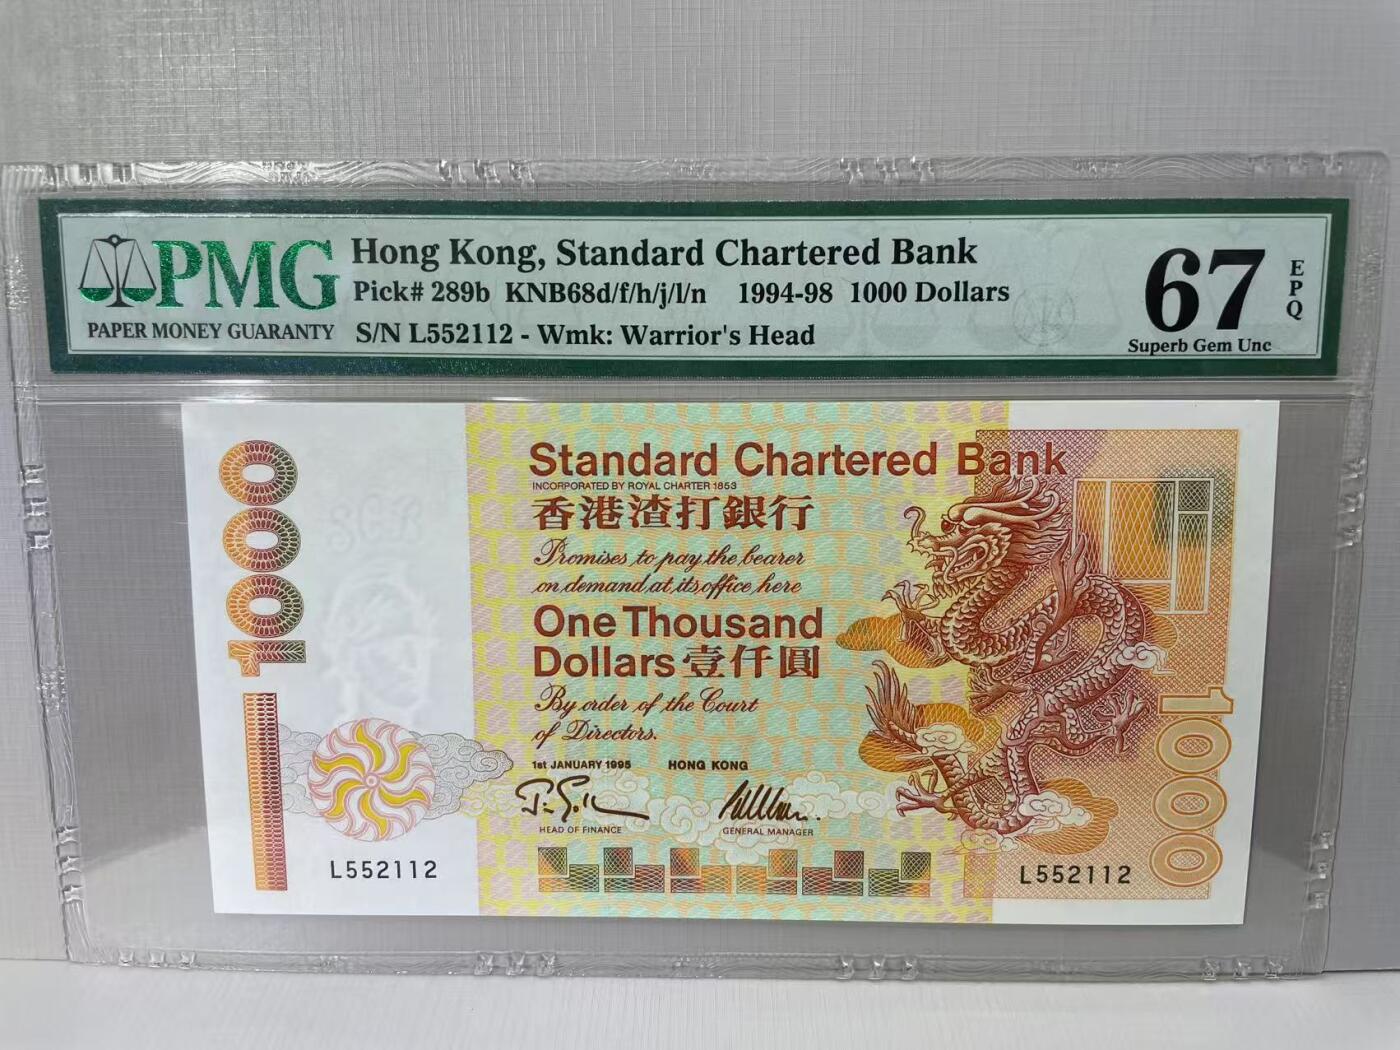 PMG
PAPER MONEY GUARANTY
Hong Kong, Standard Chartered Bank
Pick# 289b KNB68d/f/h/j/l/n 1994-98 1000 Dollars
S/N L552112 - Wmk: Warrior's Head
67
EPQ
Superb Gem Unc
1000
SCB
Standard Chartered Bank
INCORPORATED BY ROYAL CHARTER 1853
香港渣打銀行
Promises to pay the bearer
on demand at its office here
One Thousand
Dollars 壹仟圓
By order of the Court
of Directors.
1st JANUARY 1995 HONG KONG
HEAD OF FINANCE
GENERAL MANAGER
L552112
L552112
1000